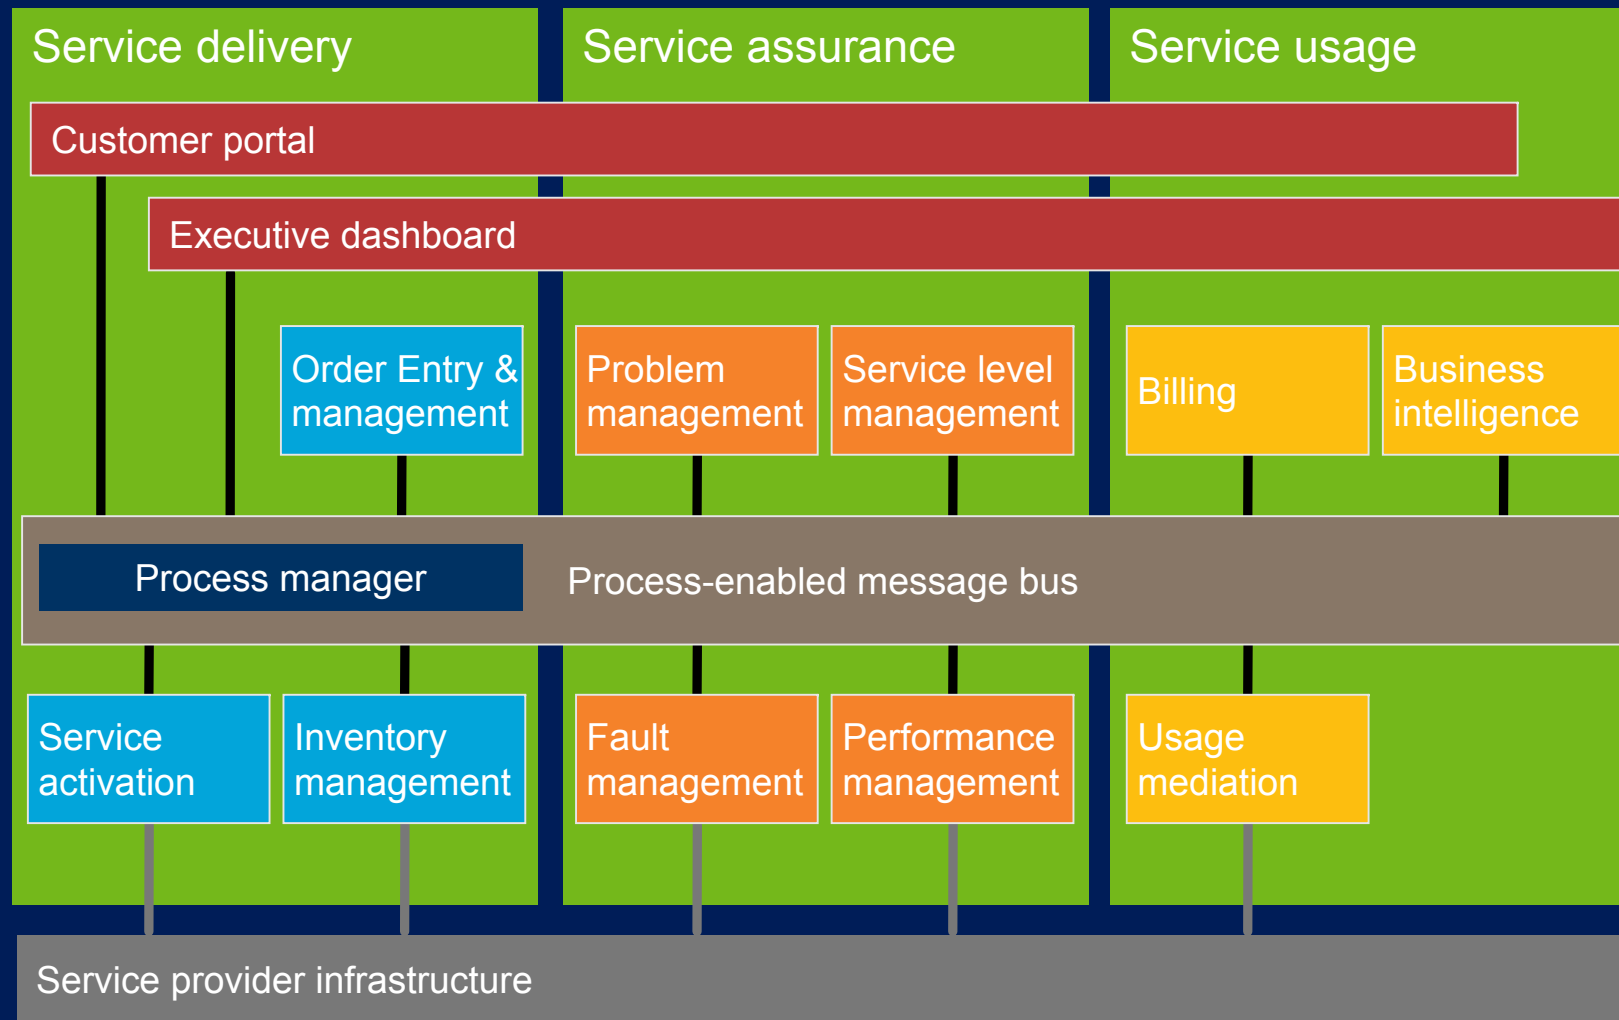 Service delivery
Service assurance
Service usage
Customer portal
Executive dashboard
Order Entry &
management
Problem
management
Service level
management
Billing
Business
intelligence
Process manager
Process-enabled message bus
Service
activation
Inventory
management
Fault
management
Performance
management
Usage
mediation
Service provider infrastructure